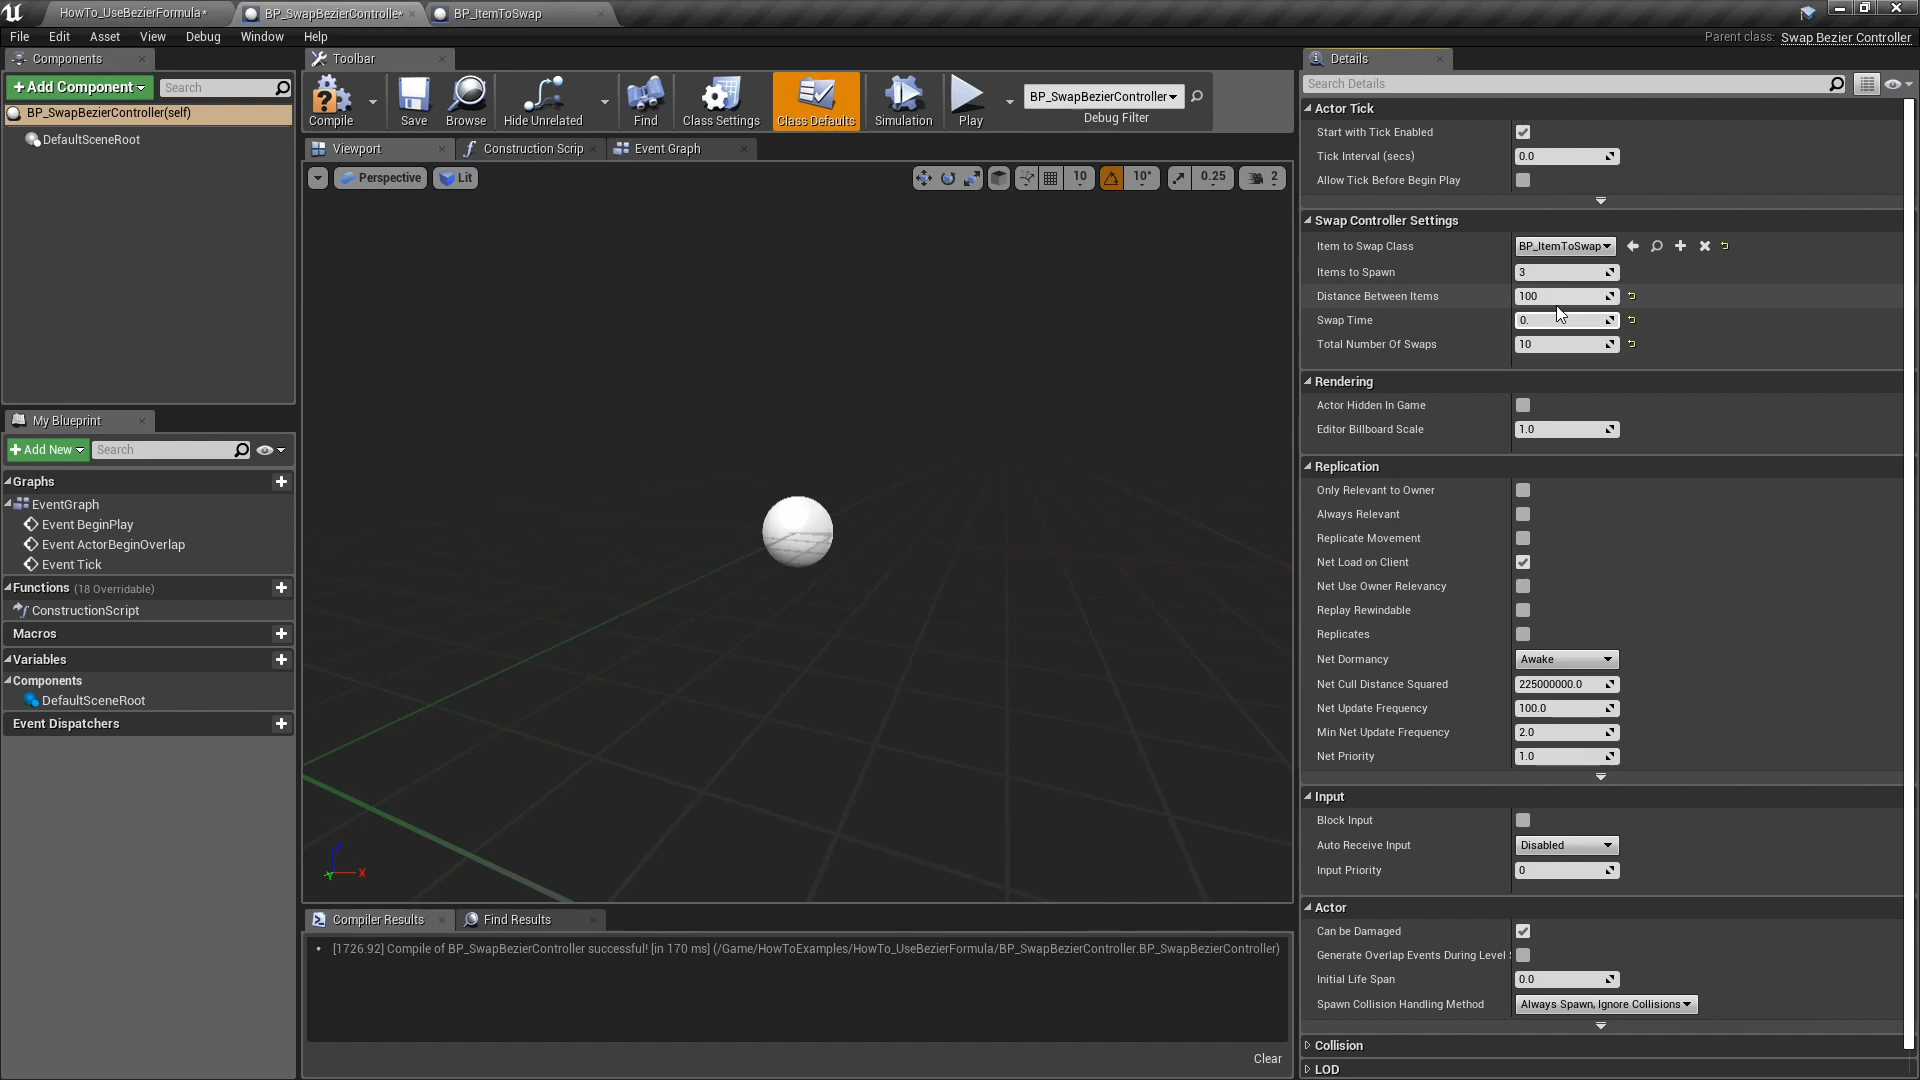 HowTo_UseBezierFormula*
BP_SwapBezierControlle*
BP_ItemToSwap
File Edit Asset View Debug Window Help
Parent class: Swap Bezier Controller
Components
+ Add Component
Search
BP_SwapBezierController(self)
DefaultSceneRoot
My Blueprint
+ Add New
Search
Graphs
EventGraph
Event BeginPlay
Event ActorBeginOverlap
Event Tick
Functions (18 Overridable)
ConstructionScript
Macros
Variables
Components
DefaultSceneRoot
Event Dispatchers
Toolbar
Compile
Save
Browse
Hide Unrelated
Find
Class Settings
Class Defaults
Simulation
Play
BP_SwapBezierController
Debug Filter
Viewport
Construction Scrip
Event Graph
Perspective
Lit
10
10°
0.25
2
Z
X
Y
Compiler Results
Find Results
[1726.92] Compile of BP_SwapBezierController successful! [in 170 ms] (/Game/HowToExamples/HowTo_UseBezierFormula/BP_SwapBezierController.BP_SwapBezierController)
Clear
Details
Search Details
Actor Tick
Start with Tick Enabled
Tick Interval (secs) 0.0
Allow Tick Before Begin Play
Swap Controller Settings
Item to Swap Class BP_ItemToSwap
Items to Spawn 3
Distance Between Items 100
Swap Time 0.
Total Number Of Swaps 10
Rendering
Actor Hidden In Game
Editor Billboard Scale 1.0
Replication
Only Relevant to Owner
Always Relevant
Replicate Movement
Net Load on Client
Net Use Owner Relevancy
Replay Rewindable
Replicates
Net Dormancy Awake
Net Cull Distance Squared 225000000.0
Net Update Frequency 100.0
Min Net Update Frequency 2.0
Net Priority 1.0
Input
Block Input
Auto Receive Input Disabled
Input Priority 0
Actor
Can be Damaged
Generate Overlap Events During Level
Initial Life Span 0.0
Spawn Collision Handling Method Always Spawn, Ignore Collisions
Collision
LOD